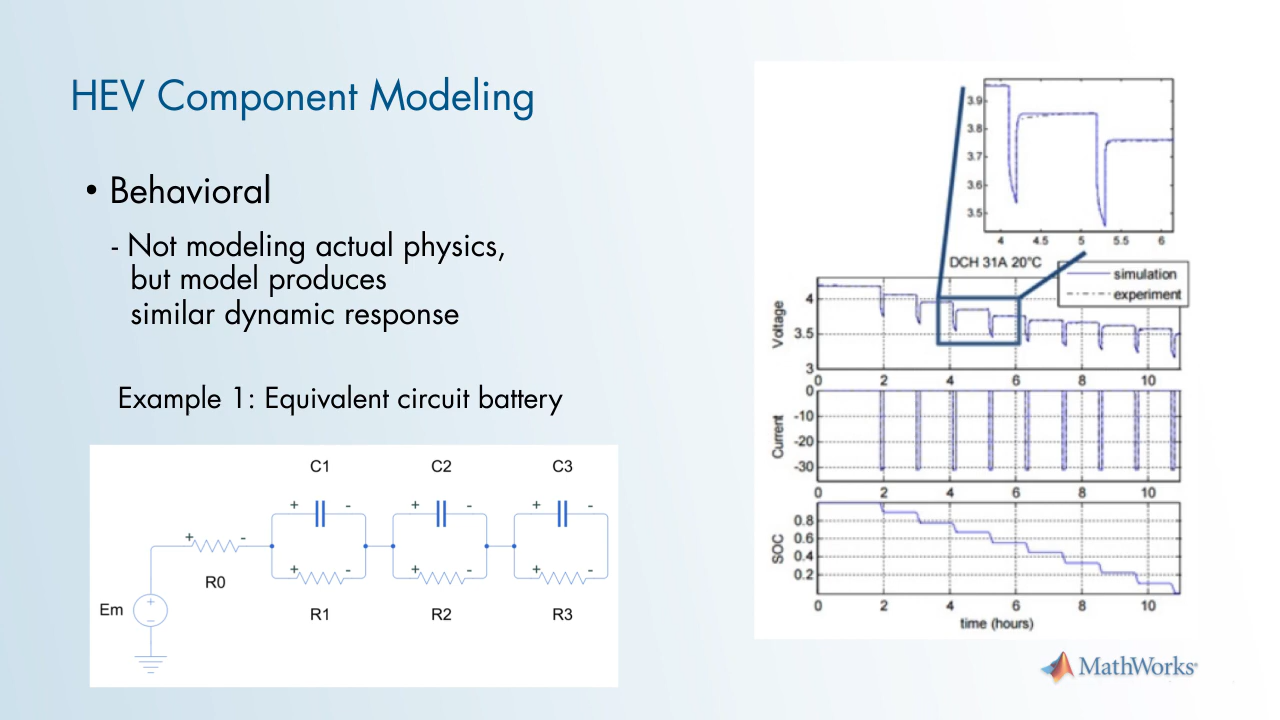 HEV Component Modeling
• Behavioral
- Not modeling actual physics,
but model produces
similar dynamic response
Example 1: Equivalent circuit battery
C1 C2 C3
+ - + - + -
+ -
+ - + - + -
R0
R1 R2 R3
Em
+
-
3.9
3.8
3.7
3.6
3.5
4 4.5 5 5.5 6
DCH 31A 20°C
simulation
experiment
Voltage
4
3.5
3
0 2 4 6 8 10
Current
0
-10
-20
-30
0 2 4 6 8 10
SOC
0.8
0.6
0.4
0.2
0 2 4 6 8 10
time (hours)
MathWorks®